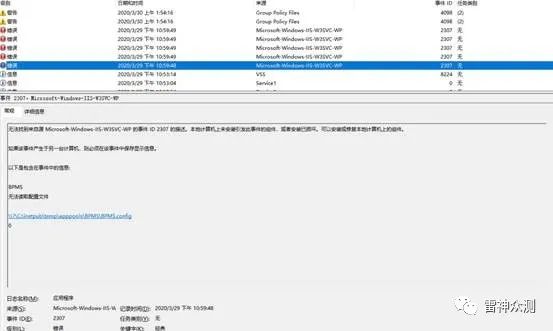 级别 日期和时间 来源 事件 ID 任务类别
警告 2020/3/30 上午 1:54:16 Group Policy Files 4098 (2)
警告 2020/3/30 上午 1:54:16 Group Policy Files 4098 (2)
错误 2020/3/29 下午 10:59:49 Microsoft-Windows-IIS-W3SVC-WP 2307 无
错误 2020/3/29 下午 10:59:49 Microsoft-Windows-IIS-W3SVC-WP 2307 无
错误 2020/3/29 下午 10:59:49 Microsoft-Windows-IIS-W3SVC-WP 2307 无
错误 2020/3/29 下午 10:59:48 Microsoft-Windows-IIS-W3SVC-WP 2307 无
错误 2020/3/29 下午 10:59:48 Microsoft-Windows-IIS-W3SVC-WP 2307 无
信息 2020/3/29 下午 10:53:14 VSS 8224 无
信息 2020/3/29 下午 10:53:04 Service1 0 无
事件 2307, Microsoft-Windows-IIS-W3SVC-WP
常规 详细信息
无法找到来自源 Microsoft-Windows-IIS-W3SVC-WP 的事件 ID 2307 的描述。本地计算机上未安装引发此事件的组件，或者安装已损坏。可以安装或修复本地计算机上的组件。
如果该事件产生于另一台计算机，则必须在该事件中保存显示信息。
以下是包含在事件中的信息:
BPMS
无法读取配置文件
\\?\C:\inetpub\temp\apppools\BPMS\BPMS.config
日志名称(M): 应用程序
来源(S): Microsoft-Windows-IIS-W 记录时间(D): 2020/3/29 下午 10:59:48
事件 ID(E): 2307 任务类别(Y): 无
级别(L): 错误 关键字(K): 经典
雷神众测